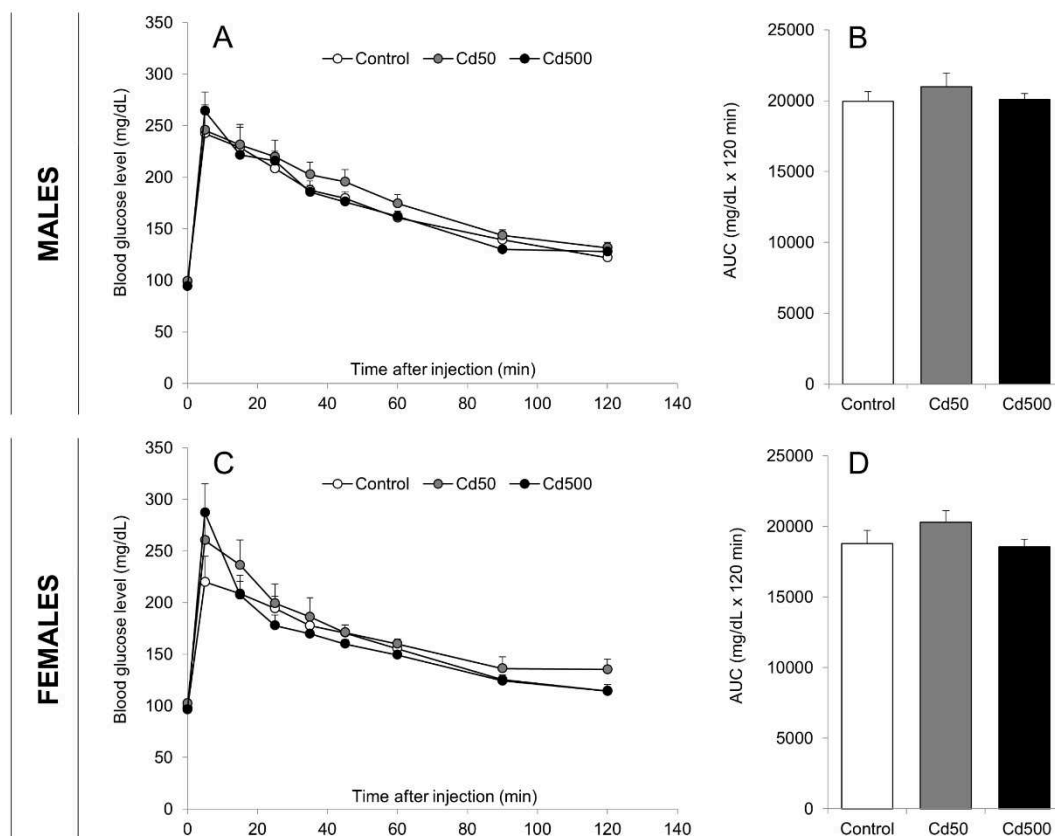 MALES
A
Control Cd50 Cd500
Blood glucose level (mg/dL)
350
300
250
200
150
100
50
0
Time after injection (min)
0 20 40 60 80 100 120 140
B
AUC (mg/dL x 120 min)
25000
20000
15000
10000
5000
0
Control Cd50 Cd500
FEMALES
C
Control Cd50 Cd500
Blood glucose level (mg/dL)
350
300
250
200
150
100
50
0
Time after injection (min)
0 20 40 60 80 100 120 140
D
AUC (mg/dL x 120 min)
25000
20000
15000
10000
5000
0
Control Cd50 Cd500